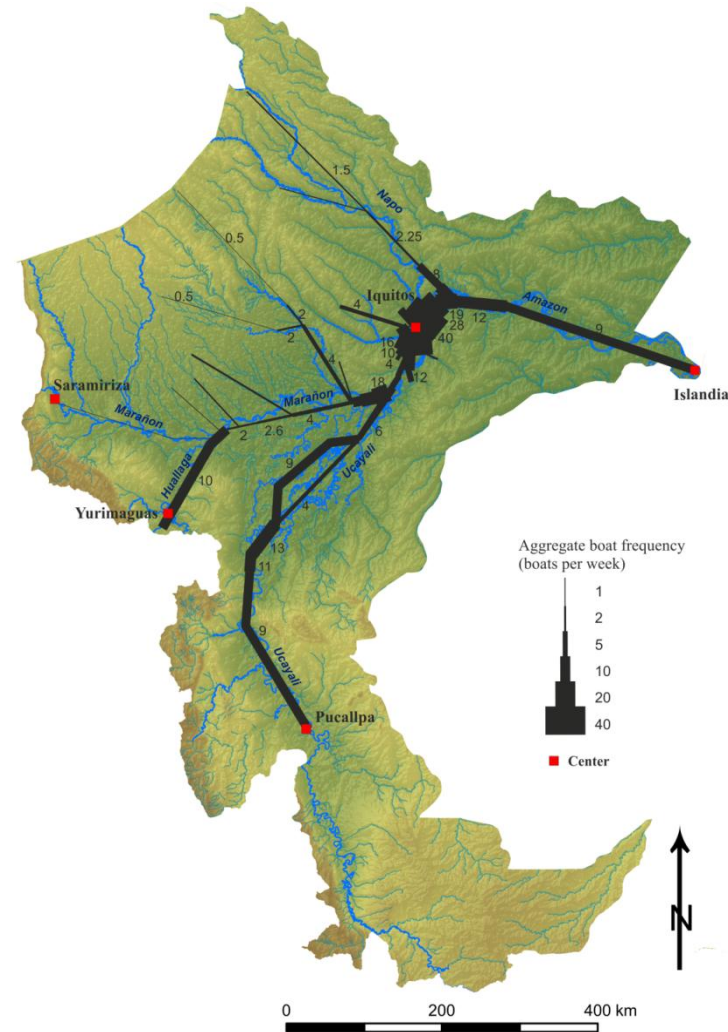 1.5
Napo
0.5
2.25
8
Iquitos
Amazon
0.5
4
19
12
28
2
40
9
2
16
10
4
4
12
Islandia
Saramiriza
18
Marañon
Marañon
4
6
2
2.6
Ucayali
9
Huallaga
10
4
Yurimaguas
13
11
Aggregate boat frequency
(boats per week)
1
2
5
10
20
40
9
Ucayali
Pucallpa
Center
N
0 200 400 km